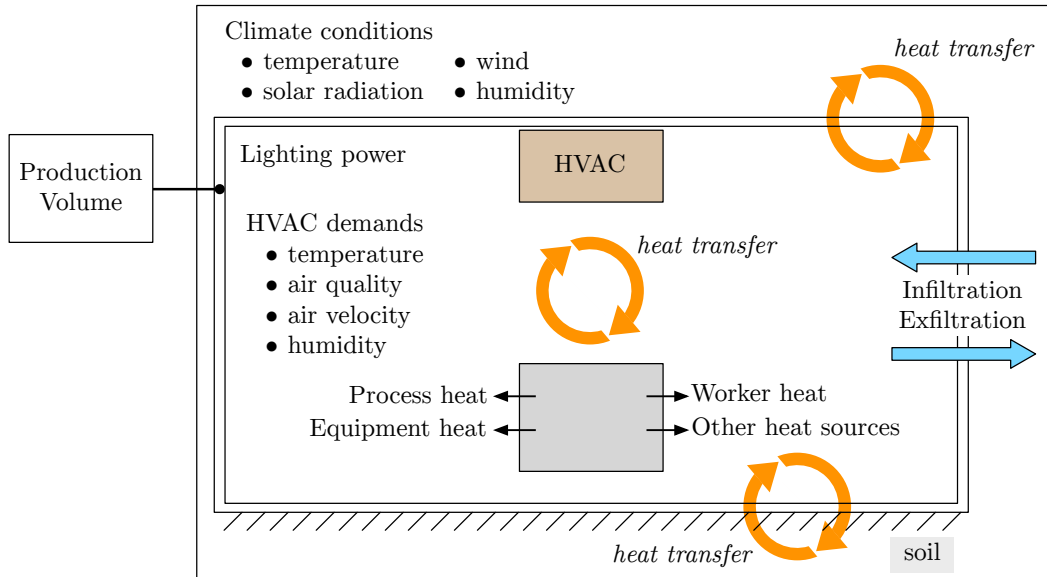 Climate conditions
• temperature
• wind
• solar radiation
• humidity
heat transfer
Production
Volume
Lighting power
HVAC
HVAC demands
• temperature
• air quality
• air velocity
• humidity
heat transfer
Infiltration
Exfiltration
Process heat
Worker heat
Equipment heat
Other heat sources
heat transfer
soil